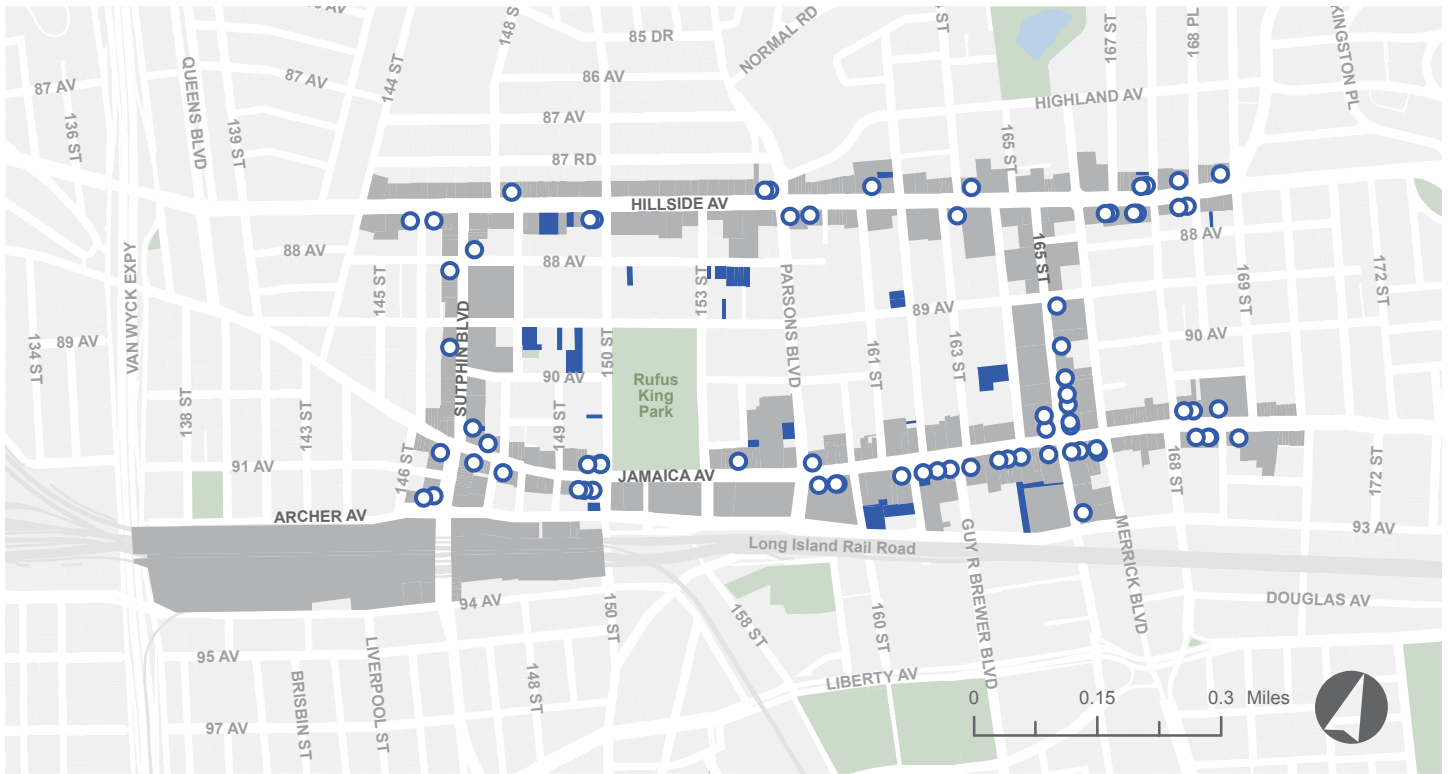 148 S
85 DR
NORMAL RD
167 ST
168 PL
KINGSTON PL
87 AV
86 AV
87 AV
144 ST
QUEENS BLVD
HIGHLAND AV
136 ST
139 ST
87 AV
165 ST
87 RD
HILLSIDE AV
88 AV
88 AV
88 AV
165 ST
VAN WYCK EXPY
145 ST
153 ST
PARSONS BLVD
169 ST
172 ST
89 AV
SUTPHIN BLVD
89 AV
134 ST
150 ST
161 ST
163 ST
90 AV
90 AV
Rufus
King
Park
138 ST
143 ST
149 ST
146 ST
91 AV
JAMAICA AV
168 ST
172 ST
ARCHER AV
93 AV
Long Island Rail Road
GUY R BREWER BLVD
MERRICK BLVD
94 AV
150 ST
158 ST
160 ST
DOUGLAS AV
95 AV
LIVERPOOL ST
BRISBIN ST
148 ST
LIBERTY AV
97 AV
0
0.15
0.3 Miles